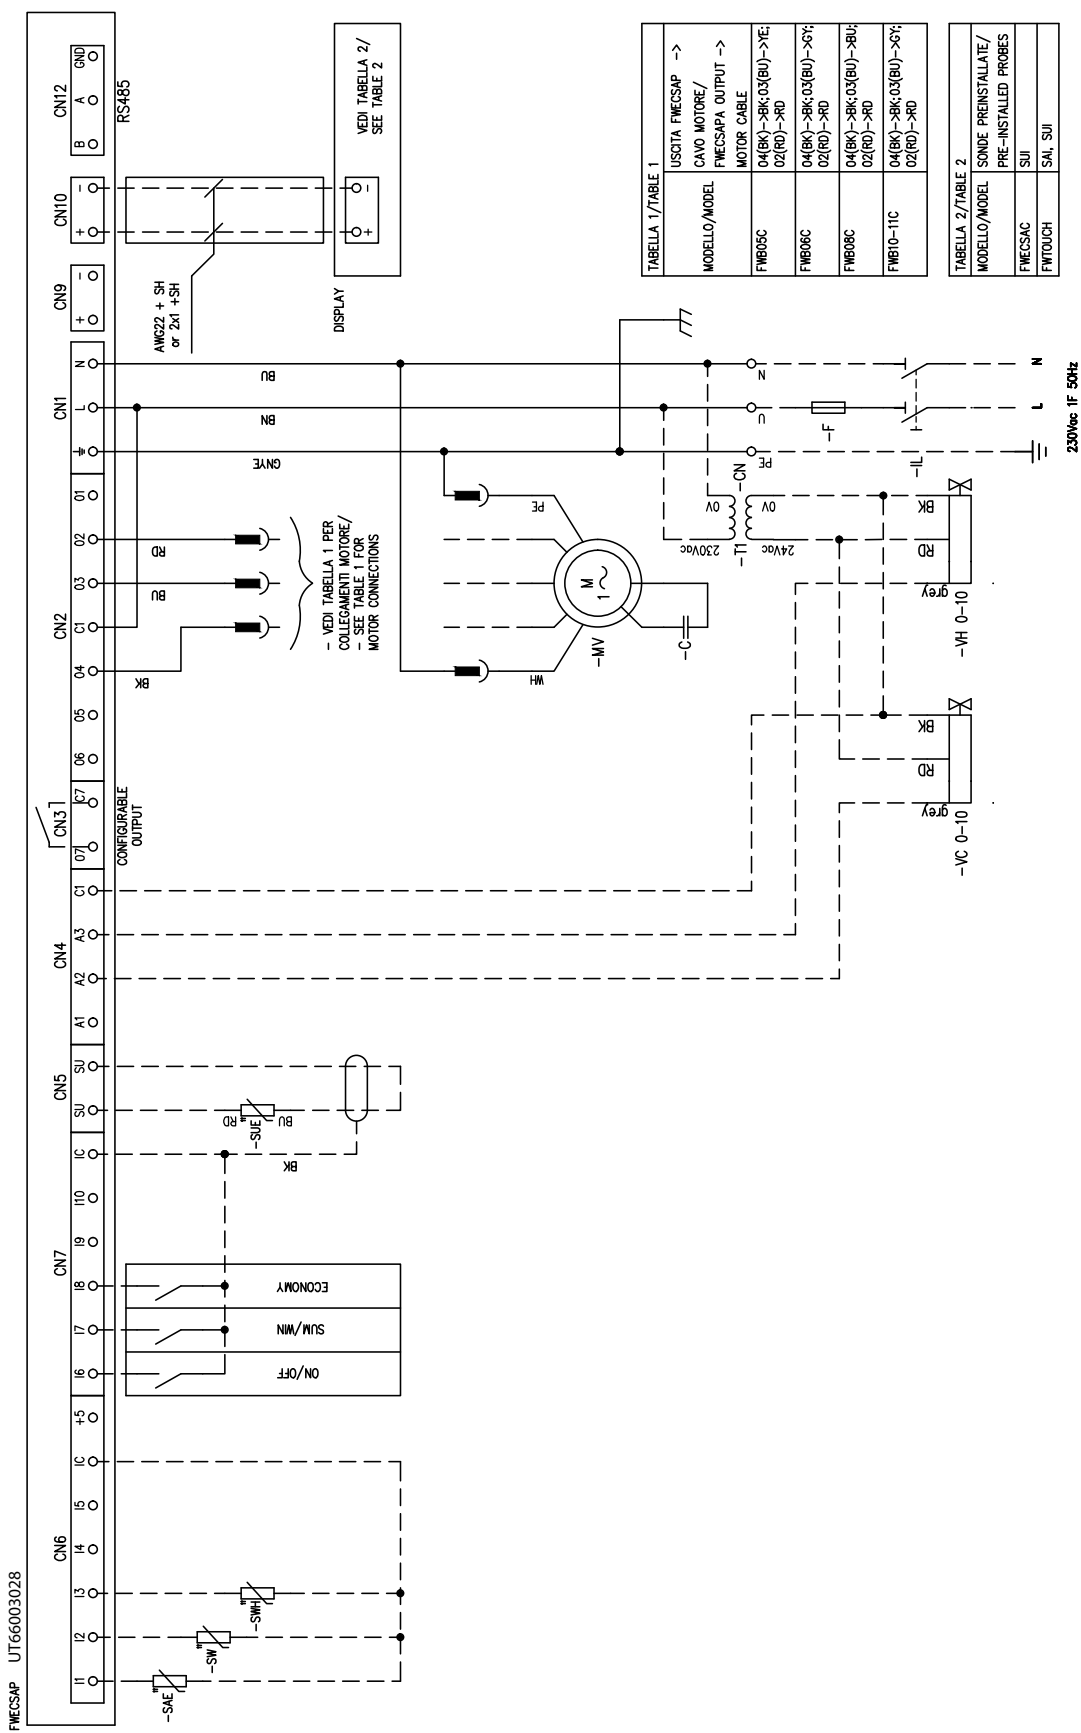 FWECSAP UT66003028
CN6
I1
I2
I3
I4
I5
IC
+5
CN7
I6
I7
I8
I9
I10
IC
CN5
SU
SU
CN4
A1
A2
A3
C1
CN3
O7
C7
CONFIGURABLE
OUTPUT
CN2
O6
O5
O4
C1
O3
O2
O1
CN1
L
N
CN9
+
-
CN10
+
-
CN12
B
A
GND
RS485
-SAE
-SW
-SWH
ON/OFF
SUM/WIN
ECONOMY
BK
RD
-SUE
BU
BK
BU
RD
- VEDI TABELLA 1 PER
COLLEGAMENTI MOTORE/
- SEE TABLE 1 FOR
MOTOR CONNECTIONS
GNYE
BN
BU
AWG22 + SH
or 2x1 +SH
DISPLAY
+
-
VEDI TABELLA 2/
SEE TABLE 2
WH
PE
M
1
-MV
-C
-T1
230Vac
0V
24Vac
0V
-CN
PE
U
N
-F
-IL
L
N
230Vac 1F 50Hz
-VC 0-10
grey
RD
BK
-VH 0-10
grey
RD
BK
TABELLA 1/TABLE 1
MODELLO/MODEL
USCITA FWECSAP ->
CAVO MOTORE/
FWECSAPA OUTPUT ->
MOTOR CABLE
FWB05C
04(BK)->BK;03(BU)->YE;
02(RD)->RD
FWB06C
04(BK)->BK;03(BU)->GY;
02(RD)->RD
FWB08C
04(BK)->BK;03(BU)->BU;
02(RD)->RD
FWB10-11C
04(BK)->BK;03(BU)->GY;
02(RD)->RD
TABELLA 2/TABLE 2
MODELLO/MODEL
SONDE PREINSTALLATE/
PRE-INSTALLED PROBES
FWECSAC
SUI
FWTOUCH
SAI, SUI